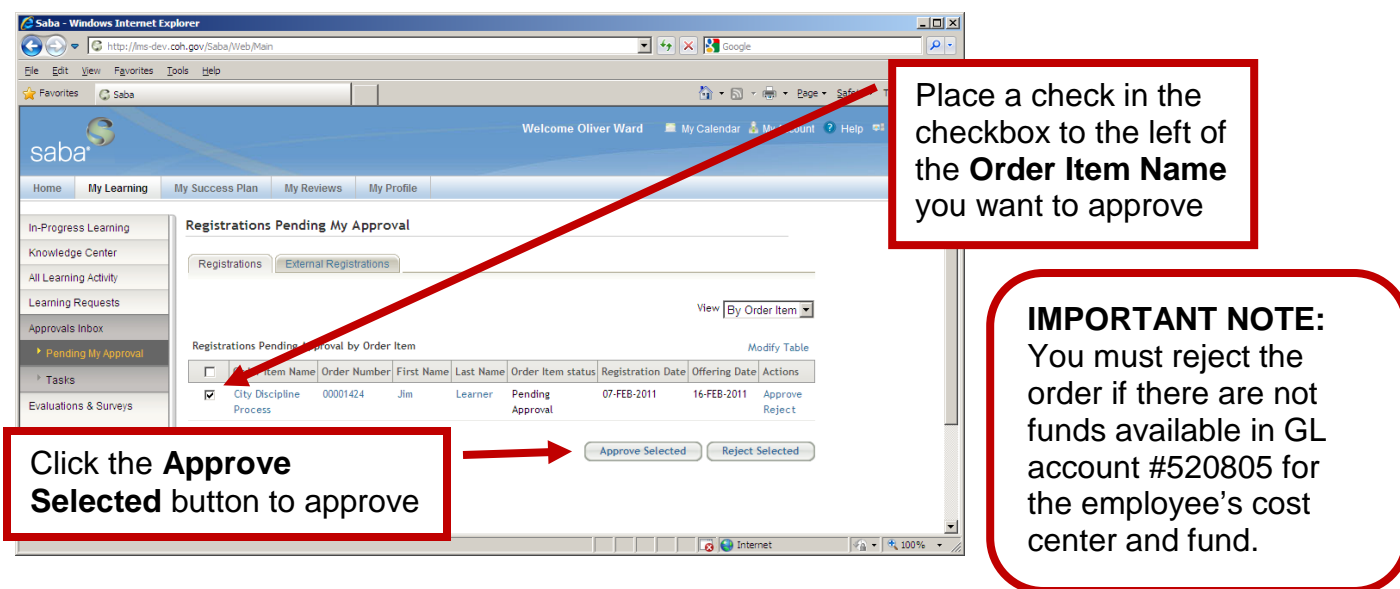 Saba - Windows Internet Explorer
http://lms-dev.coh.gov/Saba/Web/Main
Google
File Edit View Favorites Tools Help
Favorites Saba
Page Safe T
saba
Welcome Oliver Ward My Calendar My Account Help
Home My Learning My Success Plan My Reviews My Profile
Place a check in the
checkbox to the left of
the Order Item Name
you want to approve
In-Progress Learning
Knowledge Center
All Learning Activity
Learning Requests
Approvals Inbox
Pending My Approval
Tasks
Evaluations & Surveys
Registrations Pending My Approval
Registrations External Registrations
View By Order Item
Registrations Pending Approval by Order Item
Modify Table
Order Item Name Order Number First Name Last Name Order Item status Registration Date Offering Date Actions
City Discipline Process 00001424 Jim Learner Pending Approval 07-FEB-2011 16-FEB-2011 Approve Reject
Approve Selected Reject Selected
Click the Approve
Selected button to approve
Internet 100%
IMPORTANT NOTE:
You must reject the
order if there are not
funds available in GL
account #520805 for
the employee's cost
center and fund.